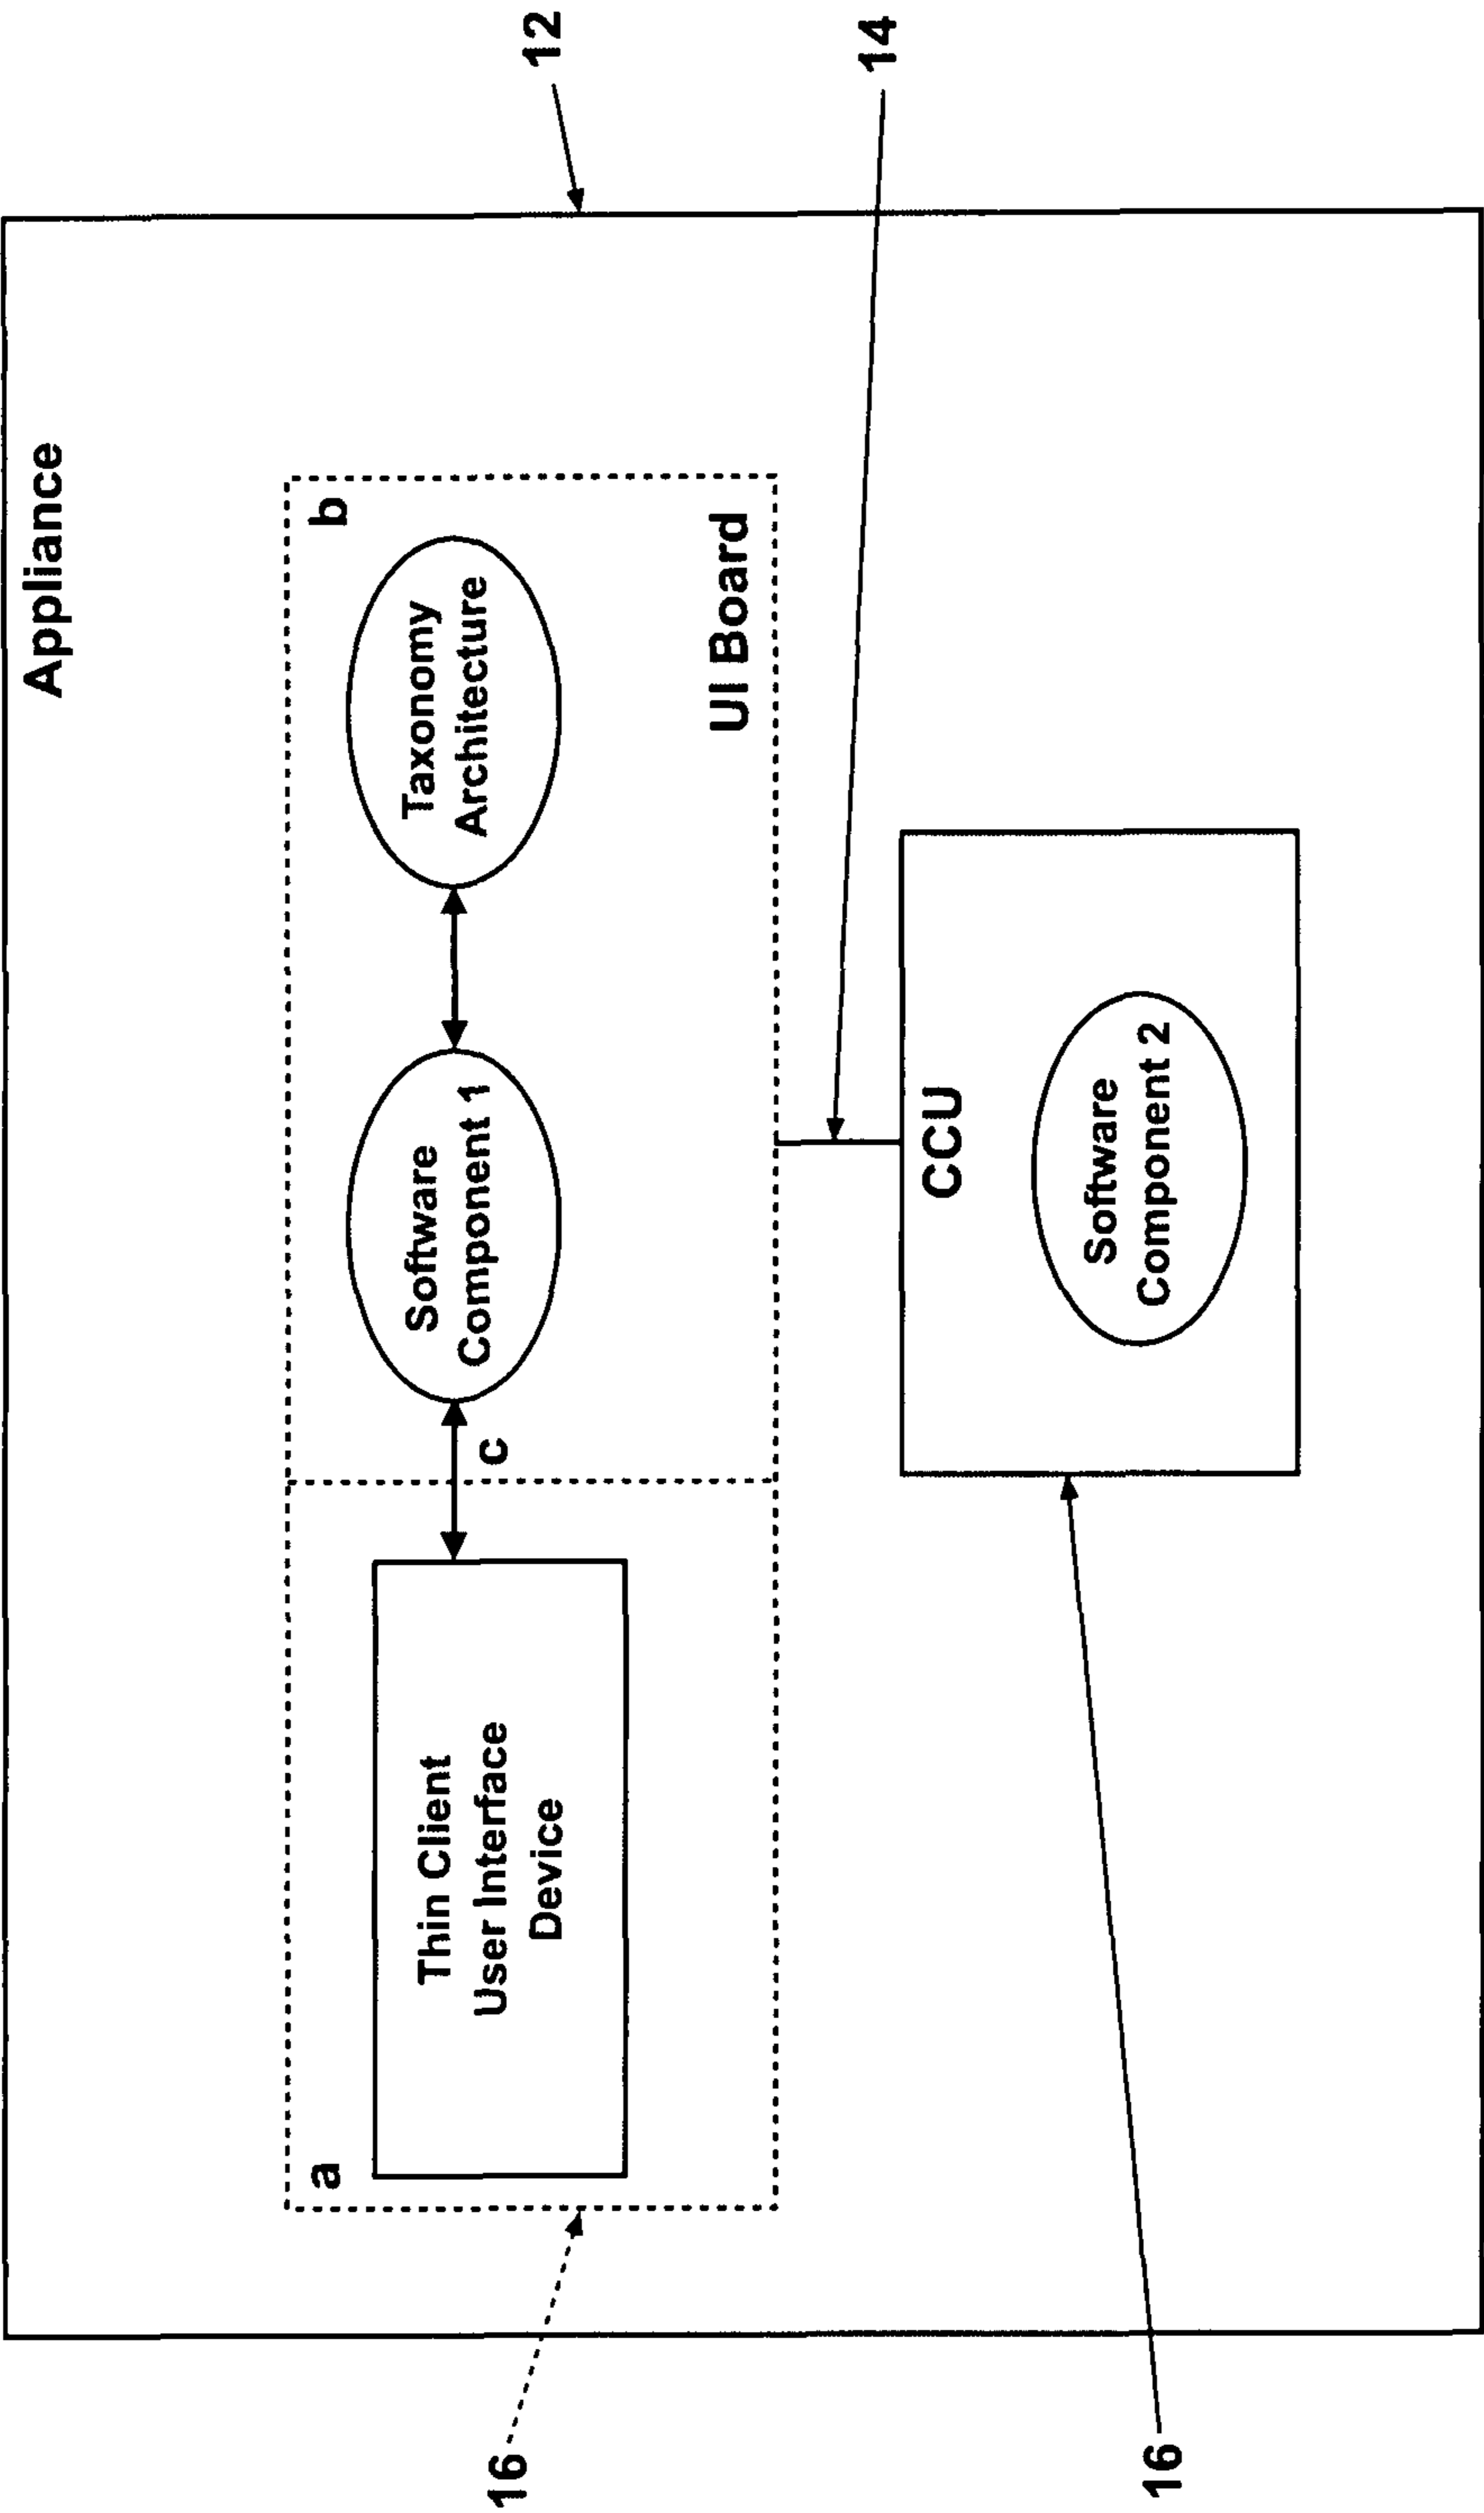 Appliance
12
a
b
Thin Client
User Interface
Device
c
Software
Component 1
Taxonomy
Architecture
UI Board
16
14
CCU
Software
Component 2
16